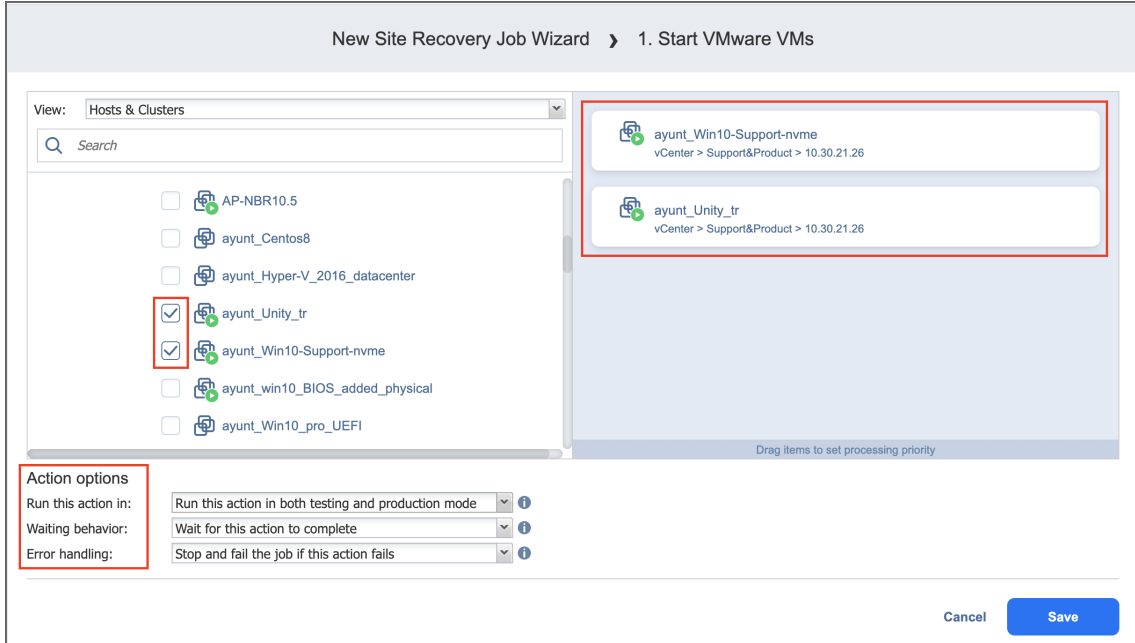 New Site Recovery Job Wizard ❯ 1. Start VMware VMs
View: Hosts & Clusters
Search
AP-NBR10.5
ayunt_Centos8
ayunt_Hyper-V_2016_datacenter
ayunt_Unity_tr
ayunt_Win10-Support-nvme
ayunt_win10_BIOS_added_physical
ayunt_Win10_pro_UEFI
ayunt_Win10-Support-nvme
vCenter > Support&Product > 10.30.21.26
ayunt_Unity_tr
vCenter > Support&Product > 10.30.21.26
Drag items to set processing priority
Action options
Run this action in: Run this action in both testing and production mode
Waiting behavior: Wait for this action to complete
Error handling: Stop and fail the job if this action fails
Cancel Save